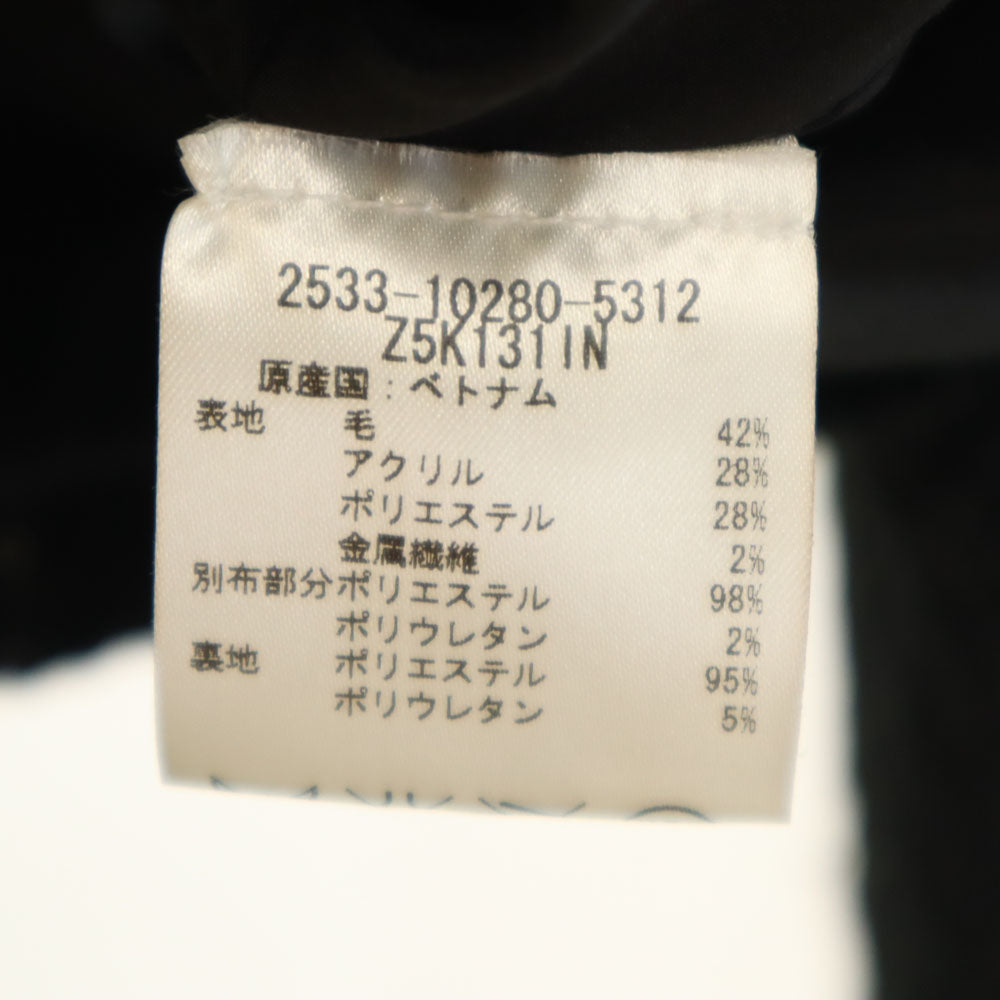 2533-10280-5312
Z5K131IN
原産国:ベトナム
表地 毛 42%
アクリル 28%
ポリエステル 28%
金属繊維 2%
別布部分 ポリエステル 98%
ポリウレタン 2%
裏地 ポリエステル 95%
ポリウレタン 5%